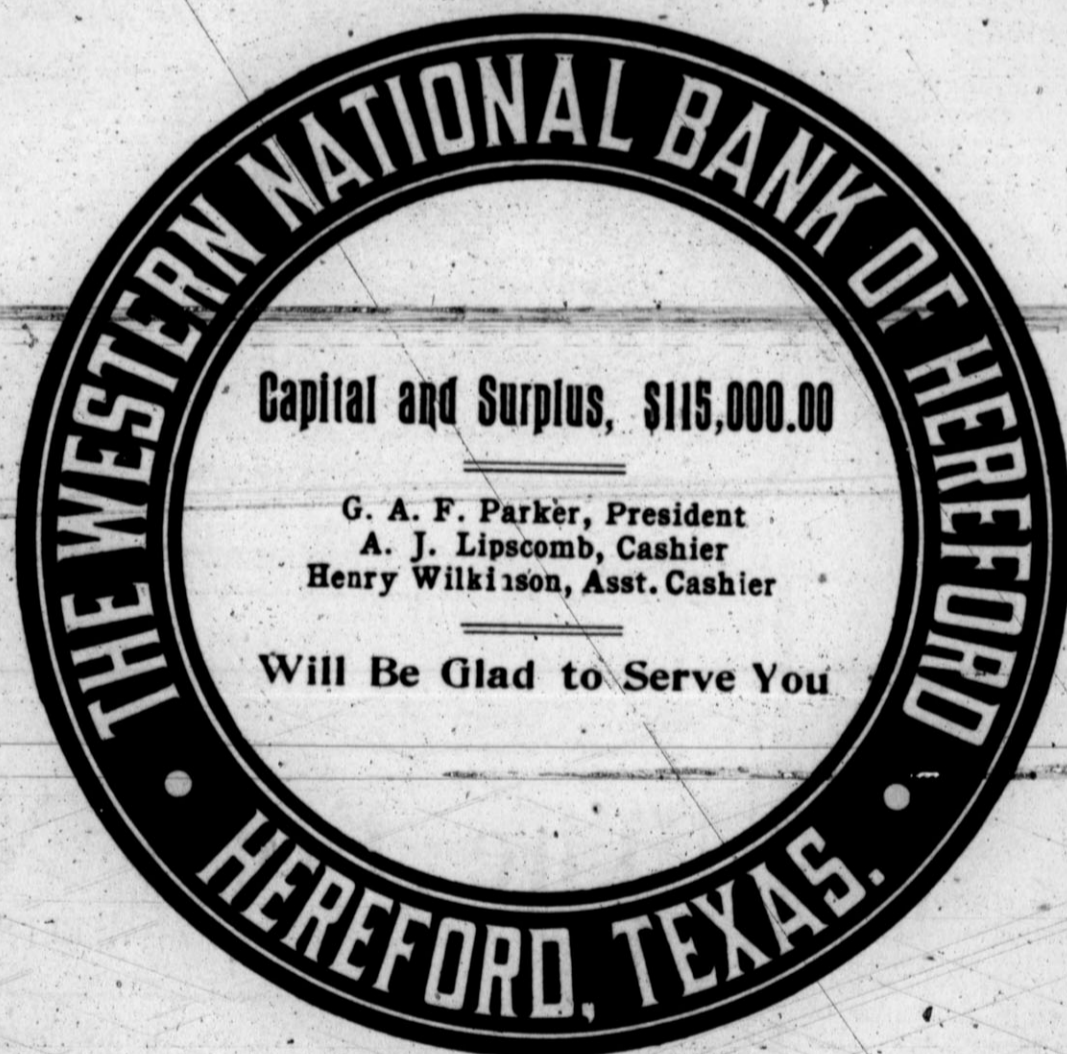 THE WESTERN NATIONAL BANK OF HEREFORD
Capital and Surplus, $115,000.00
G. A. F. Parker, President
A. J. Lipscomb, Cashier
Henry Wilkinson, Asst. Cashier
Will Be Glad to Serve You
HEREFORD, TEXAS.